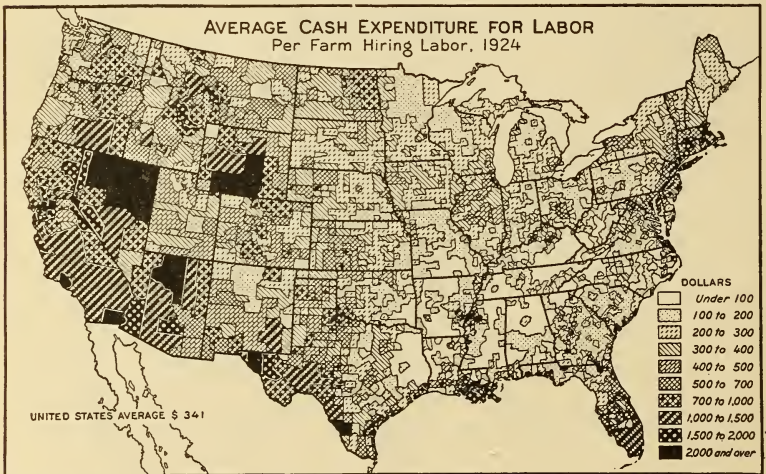 AVERAGE CASH EXPENDITURE FOR LABOR
Per Farm Hiring Labor, 1924
DOLLARS
Under 100
100 to 200
200 to 300
300 to 400
400 to 500
500 to 700
700 to 1,000
1,000 to 1,500
1,500 to 2,000
2,000 and over
UNITED STATES AVERAGE $ 341